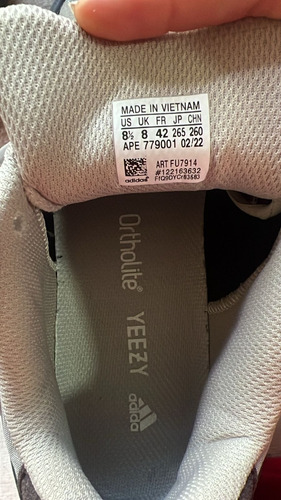 MADE IN VIETNAM
US UK FR JP CHN
8½ 8 42 265 260
APE 779001 02/22
ART FU7914
#122163632
adidas
OrthoLite® YEEZY adidas